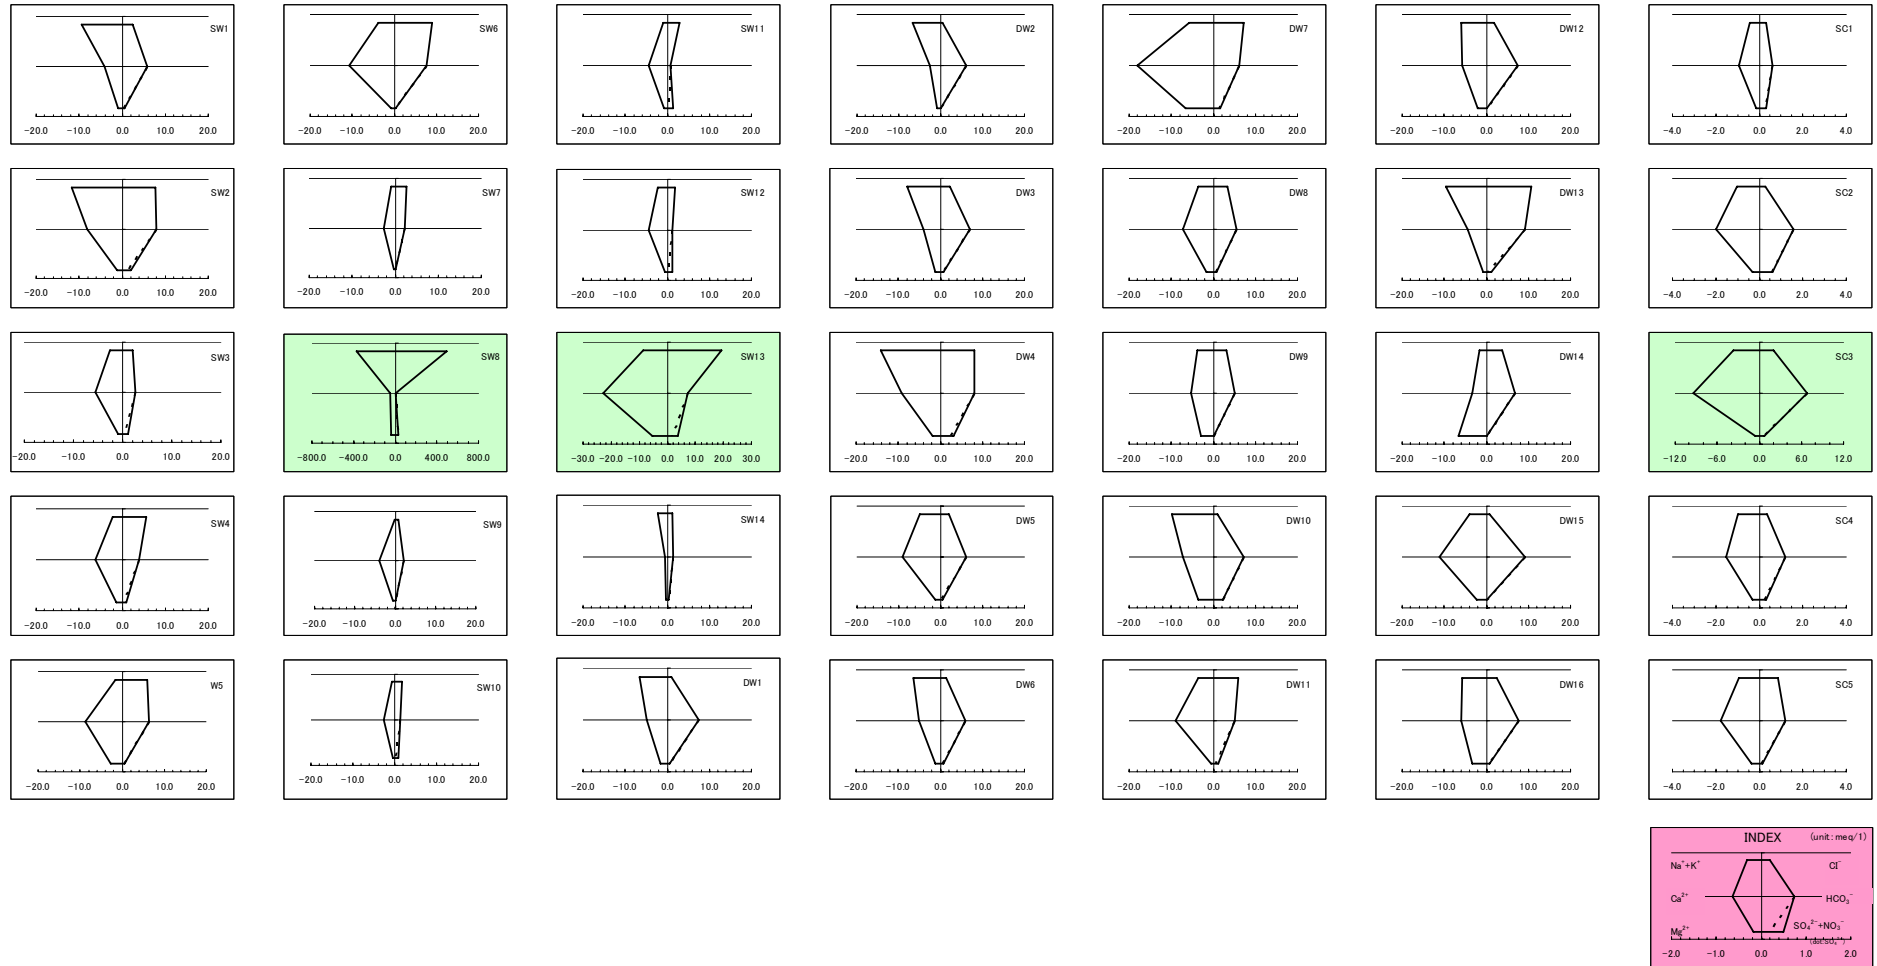 SW1
-20.0 -10.0 0.0 10.0 20.0
SW6
-20.0 -10.0 0.0 10.0 20.0
SW11
-20.0 -10.0 0.0 10.0 20.0
DW2
-20.0 -10.0 0.0 10.0 20.0
DW7
-20.0 -10.0 0.0 10.0 20.0
DW12
-20.0 -10.0 0.0 10.0 20.0
SC1
-4.0 -2.0 0.0 2.0 4.0
SW2
-20.0 -10.0 0.0 10.0 20.0
SW7
-20.0 -10.0 0.0 10.0 20.0
SW12
-20.0 -10.0 0.0 10.0 20.0
DW3
-20.0 -10.0 0.0 10.0 20.0
DW8
-20.0 -10.0 0.0 10.0 20.0
DW13
-20.0 -10.0 0.0 10.0 20.0
SC2
-4.0 -2.0 0.0 2.0 4.0
SW3
-20.0 -10.0 0.0 10.0 20.0
SW8
-800.0 -400.0 0.0 400.0 800.0
SW13
-30.0 -20.0 -10.0 0.0 10.0 20.0 30.0
DW4
-20.0 -10.0 0.0 10.0 20.0
DW9
-20.0 -10.0 0.0 10.0 20.0
DW14
-20.0 -10.0 0.0 10.0 20.0
SC3
-12.0 -6.0 0.0 6.0 12.0
SW4
-20.0 -10.0 0.0 10.0 20.0
SW9
-20.0 -10.0 0.0 10.0 20.0
SW14
-20.0 -10.0 0.0 10.0 20.0
DW5
-20.0 -10.0 0.0 10.0 20.0
DW10
-20.0 -10.0 0.0 10.0 20.0
DW15
-20.0 -10.0 0.0 10.0 20.0
SC4
-4.0 -2.0 0.0 2.0 4.0
W5
-20.0 -10.0 0.0 10.0 20.0
SW10
-20.0 -10.0 0.0 10.0 20.0
DW1
-20.0 -10.0 0.0 10.0 20.0
DW6
-20.0 -10.0 0.0 10.0 20.0
DW11
-20.0 -10.0 0.0 10.0 20.0
DW16
-20.0 -10.0 0.0 10.0 20.0
SC5
-4.0 -2.0 0.0 2.0 4.0
INDEX (unit:meq/1)
Na⁺+K⁺ Cl⁻
Ca²⁺ HCO₃⁻
Mg²⁺ SO₄²⁻+NO₃⁻
(dot:SO₄²⁻)
-2.0 -1.0 0.0 1.0 2.0